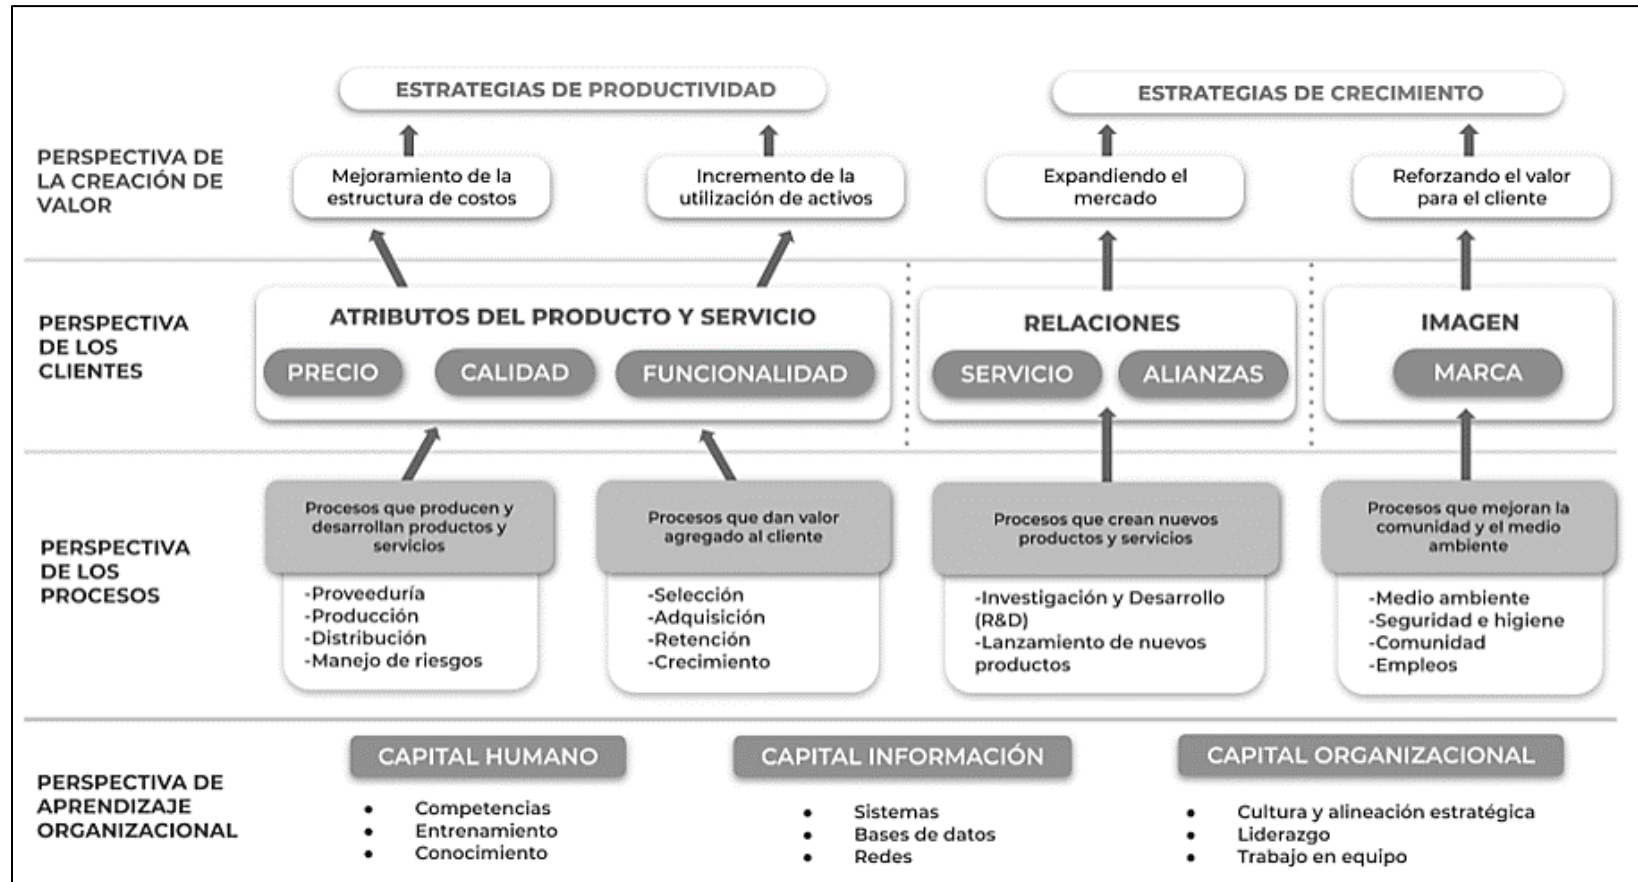 ESTRATEGIAS DE PRODUCTIVIDAD
ESTRATEGIAS DE CRECIMIENTO
PERSPECTIVA DE
LA CREACIÓN DE
VALOR
Mejoramiento de la
estructura de costos
Incremento de la
utilización de activos
Expandiendo el
mercado
Reforzando el valor
para el cliente
PERSPECTIVA
DE LOS
CLIENTES
ATRIBUTOS DEL PRODUCTO Y SERVICIO
PRECIO
CALIDAD
FUNCIONALIDAD
RELACIONES
SERVICIO
ALIANZAS
IMAGEN
MARCA
PERSPECTIVA
DE LOS
PROCESOS
Procesos que producen y
desarrollan productos y
servicios
-Proveeduría
-Producción
-Distribución
-Manejo de riesgos
Procesos que dan valor
agregado al cliente
-Selección
-Adquisición
-Retención
-Crecimiento
Procesos que crean nuevos
productos y servicios
-Investigación y Desarrollo
(R&D)
-Lanzamiento de nuevos
productos
Procesos que mejoran la
comunidad y el medio
ambiente
-Medio ambiente
-Seguridad e higiene
-Comunidad
-Empleos
PERSPECTIVA DE
APRENDIZAJE
ORGANIZACIONAL
CAPITAL HUMANO
• Competencias
• Entrenamiento
• Conocimiento
CAPITAL INFORMACIÓN
• Sistemas
• Bases de datos
• Redes
CAPITAL ORGANIZACIONAL
• Cultura y alineación estratégica
• Liderazgo
• Trabajo en equipo